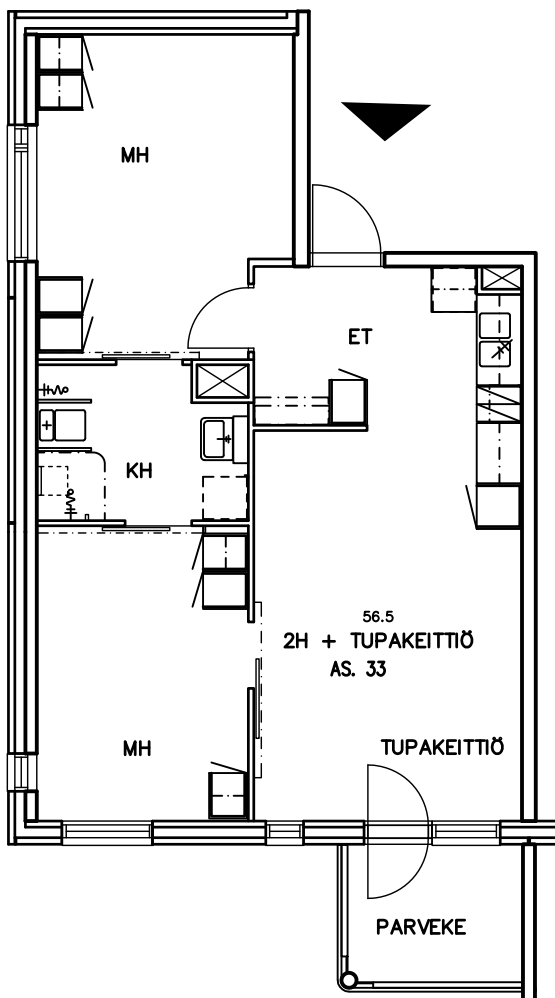 MH
ET
KH
56.5
2H + TUPAKEITTIÖ
AS. 33
MH
TUPAKEITTIÖ
PARVEKE